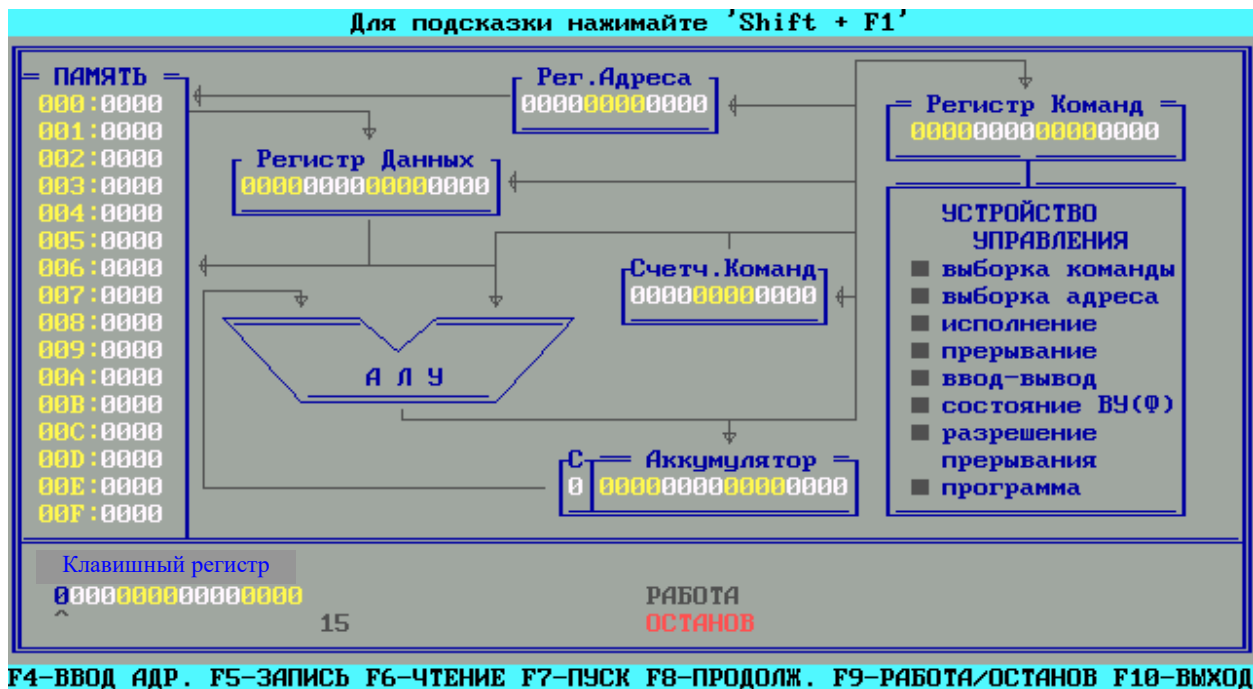 Для подсказки нажимайте 'Shift + F1'
ПАМЯТЬ
000:0000
001:0000
002:0000
003:0000
004:0000
005:0000
006:0000
007:0000
008:0000
009:0000
00A:0000
00B:0000
00C:0000
00D:0000
00E:0000
00F:0000
Рег.Адреса
000000000000
Регистр Команд
0000000000000000
Регистр Данных
0000000000000000
УСТРОЙСТВО
УПРАВЛЕНИЯ
выборка команды
выборка адреса
исполнение
прерывание
ввод-вывод
состояние ВУ(Ф)
разрешение
прерывания
программа
Счетч.Команд
000000000000
А Л У
С Аккумулятор
0 0000000000000000
Клавишный регистр
0000000000000000
^
15
РАБОТА
ОСТАНОВ
F4-ВВОД АДР. F5-ЗАПИСЬ F6-ЧТЕНИЕ F7-ПУСК F8-ПРОДОЛЖ. F9-РАБОТА/ОСТАНОВ F10-ВЫХОД